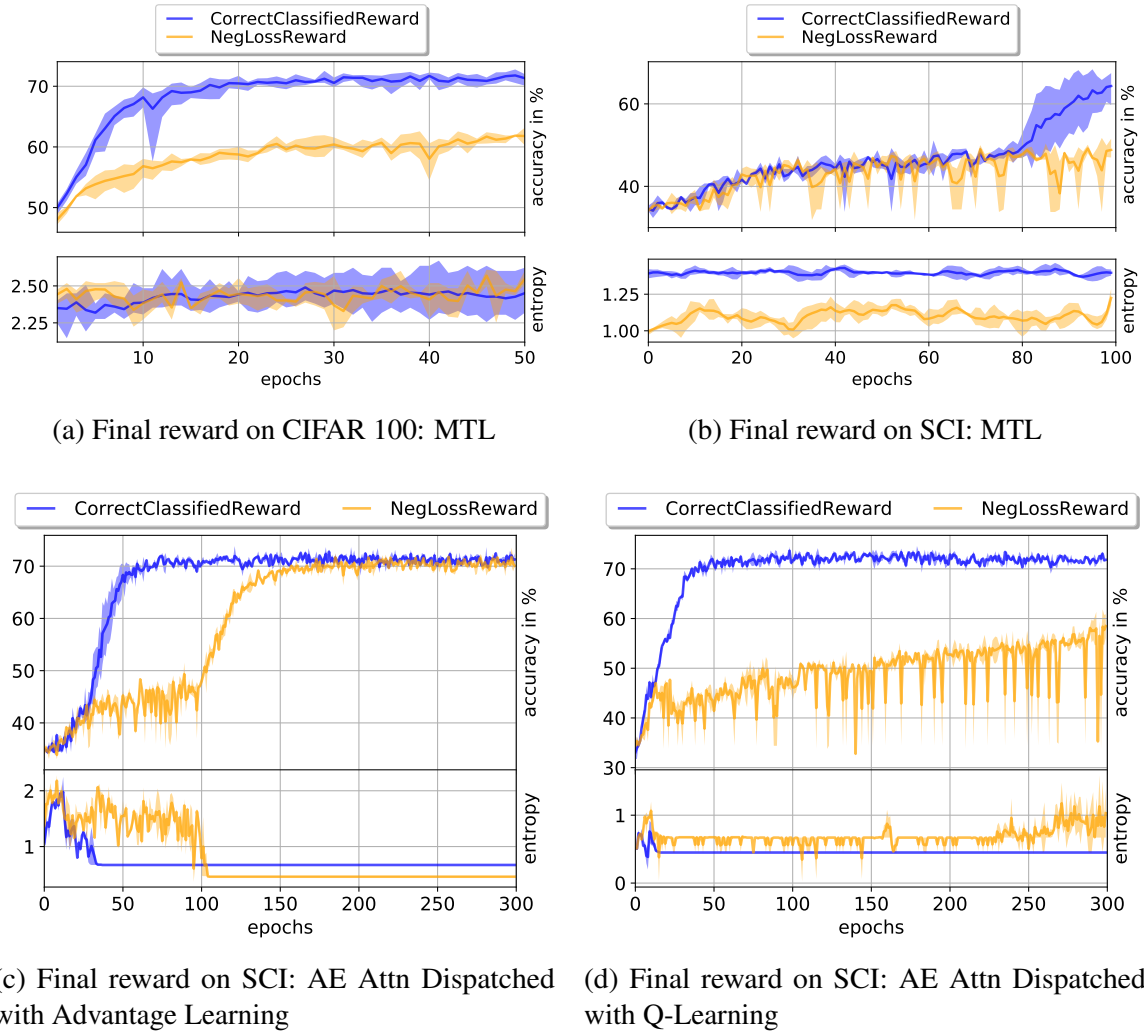 CorrectClassifiedReward
NegLossReward
70
60
50
accuracy in %
2.50
2.25
entropy
10 20 30 40 50
epochs
(a) Final reward on CIFAR 100: MTL
CorrectClassifiedReward
NegLossReward
60
40
accuracy in %
1.25
1.00
entropy
0 20 40 60 80 100
epochs
(b) Final reward on SCI: MTL
CorrectClassifiedReward NegLossReward
70
60
50
40
accuracy in %
2
1
entropy
0 50 100 150 200 250 300
epochs
(c) Final reward on SCI: AE Attn Dispatched
with Advantage Learning
CorrectClassifiedReward NegLossReward
70
60
50
40
30
accuracy in %
1
0
entropy
0 50 100 150 200 250 300
epochs
(d) Final reward on SCI: AE Attn Dispatched
with Q-Learning